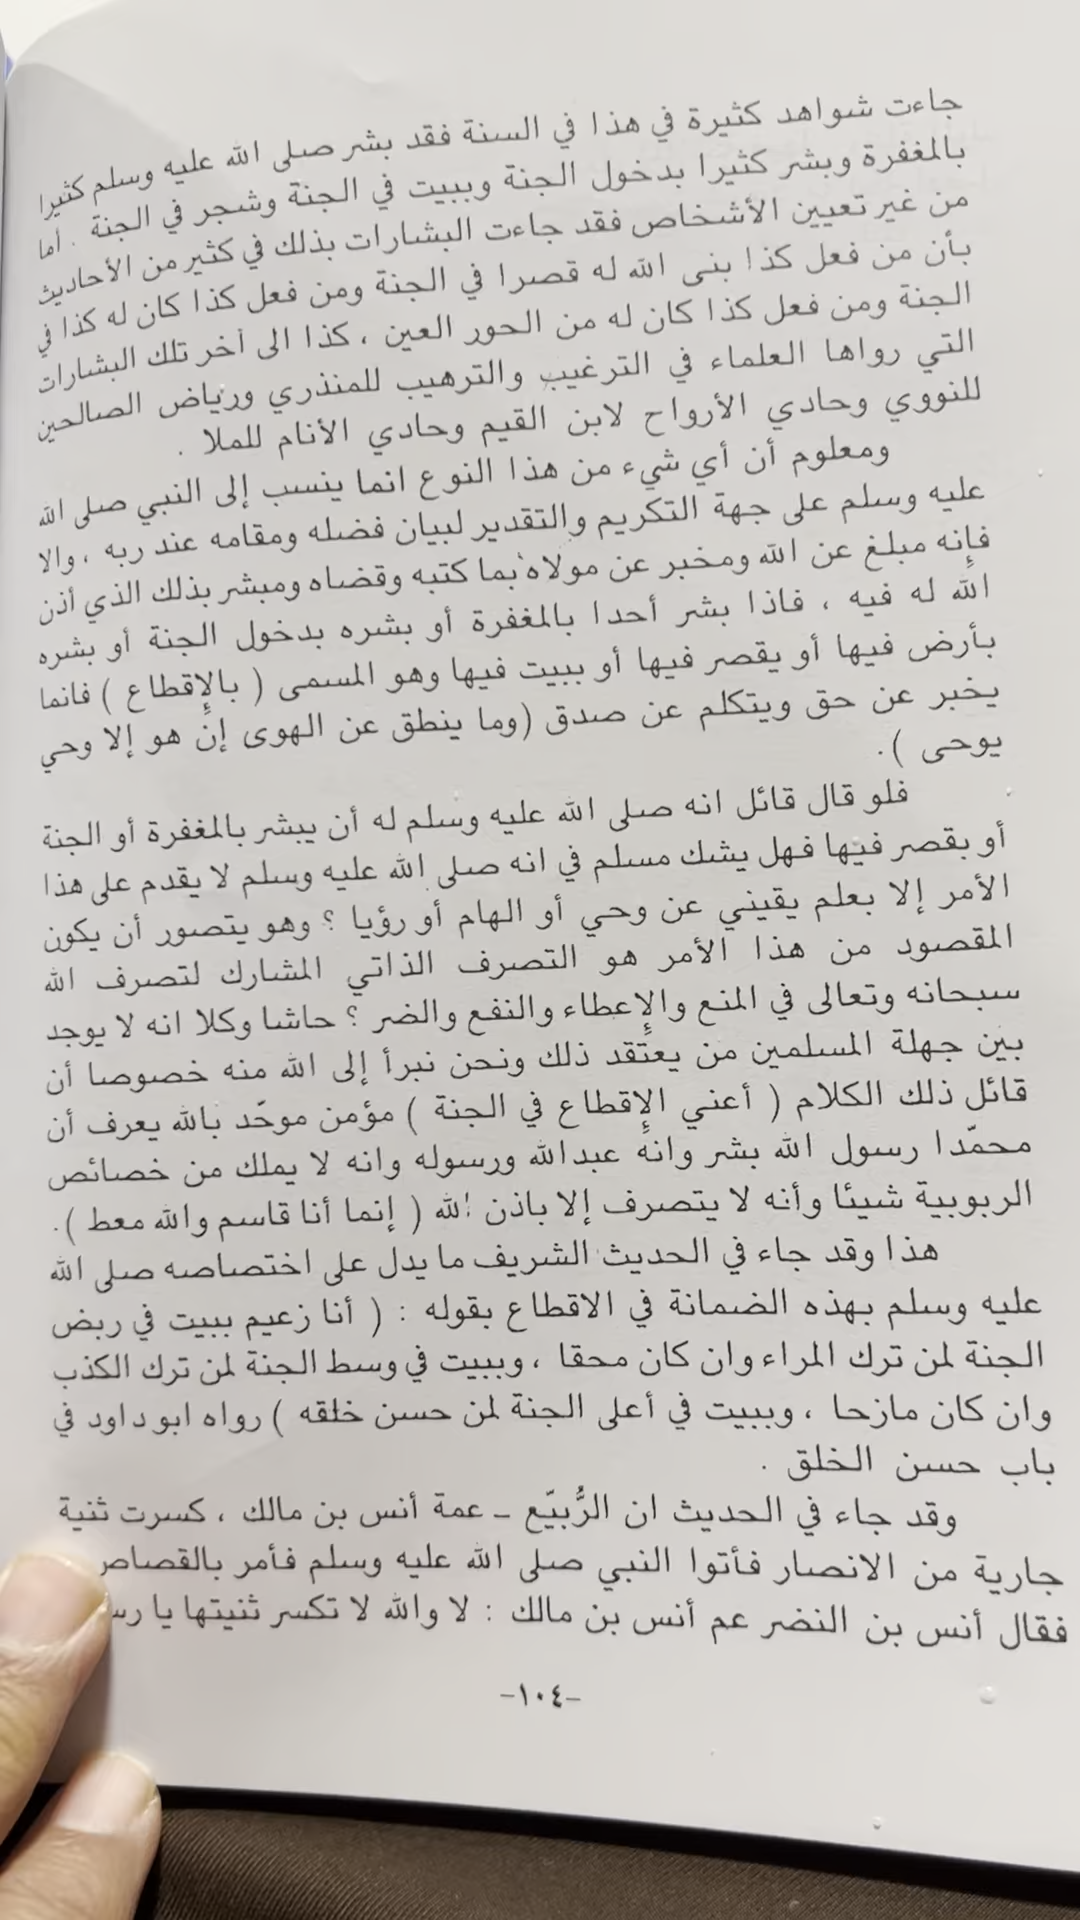 جاءت شواهد كثيرة في هذا في السنة فقد بشر صلى الله عليه وسلم كثيرا
بالمغفرة وبشر كثيرا بدخول الجنة وببيت في الجنة وشجر في الجنة . أما
من غير تعيين الأشخاص فقد جاءت البشارات بذلك في كثير من الأحاديث
بأن من فعل كذا بنى الله له قصرا في الجنة ومن فعل كذا كان له كذا في
الجنة ومن فعل كذا كان له من الحور العين ، كذا الى أخر تلك البشارات
التي رواها العلماء في الترغيب والترهيب للمنذري ورياض الصالحين
للنووي وحادي الأرواح لابن القيم وحادي الأنام للملا .
ومعلوم أن أي شيء من هذا النوع انما ينسب إلى النبي صلى الله
عليه وسلم على جهة التكريم والتقدير لبيان فضله ومقامه عند ربه ، والا
فإنه مبلغ عن الله ومخبر عن مولاه بما كتبه وقضاه ومبشر بذلك الذي أذن
الله له فيه ، فاذا بشر أحدا بالمغفرة أو بشره بدخول الجنة أو بشره
بأرض فيها أو يقصر فيها أو ببيت فيها وهو المسمى ( بالإقطاع ) فانما
يخبر عن حق ويتكلم عن صدق (وما ينطق عن الهوى إن هو إلا وحي
يوحى ).
فلو قال قائل انه صلى الله عليه وسلم له أن يبشر بالمغفرة أو الجنة
أو بقصر فيها فهل يشك مسلم في انه صلى الله عليه وسلم لا يقدم على هذا
الأمر إلا بعلم يقيني عن وحي أو الهام أو رؤيا ؟ وهو يتصور أن يكون
المقصود من هذا الأمر هو التصرف الذاتي المشارك لتصرف الله
سبحانه وتعالى في المنع والإعطاء والنفع والضر ؟ حاشا وكلا انه لا يوجد
بين جهلة المسلمين من يعتقد ذلك ونحن نبرأ إلى الله منه خصوصا أن
قائل ذلك الكلام ( أعني الإقطاع في الجنة ) مؤمن موحّد بالله يعرف أن
محمّدا رسول الله بشر وانه عبدالله ورسوله وانه لا يملك من خصائص
الربوبية شيئا وأنه لا يتصرف إلا باذن الله ( إنما أنا قاسم والله معط ).
هذا وقد جاء في الحديث الشريف ما يدل على اختصاصه صلى الله
عليه وسلم بهذه الضمانة في الاقطاع بقوله : ( أنا زعيم ببيت في ربض
الجنة لمن ترك المراء وان كان محقا ، وببيت في وسط الجنة لمن ترك الكذب
وان كان مازحا ، وببيت في أعلى الجنة لمن حسن خلقه ) رواه ابو داود في
باب حسن الخلق .
وقد جاء في الحديث ان الرُّبيّع - عمة أنس بن مالك ، كسرت ثنية
جارية من الانصار فأتوا النبي صلى الله عليه وسلم فأمر بالقصاص
فقال أنس بن النضر عم أنس بن مالك : لا والله لا تكسر ثنيتها يا رس
-١٠٤-